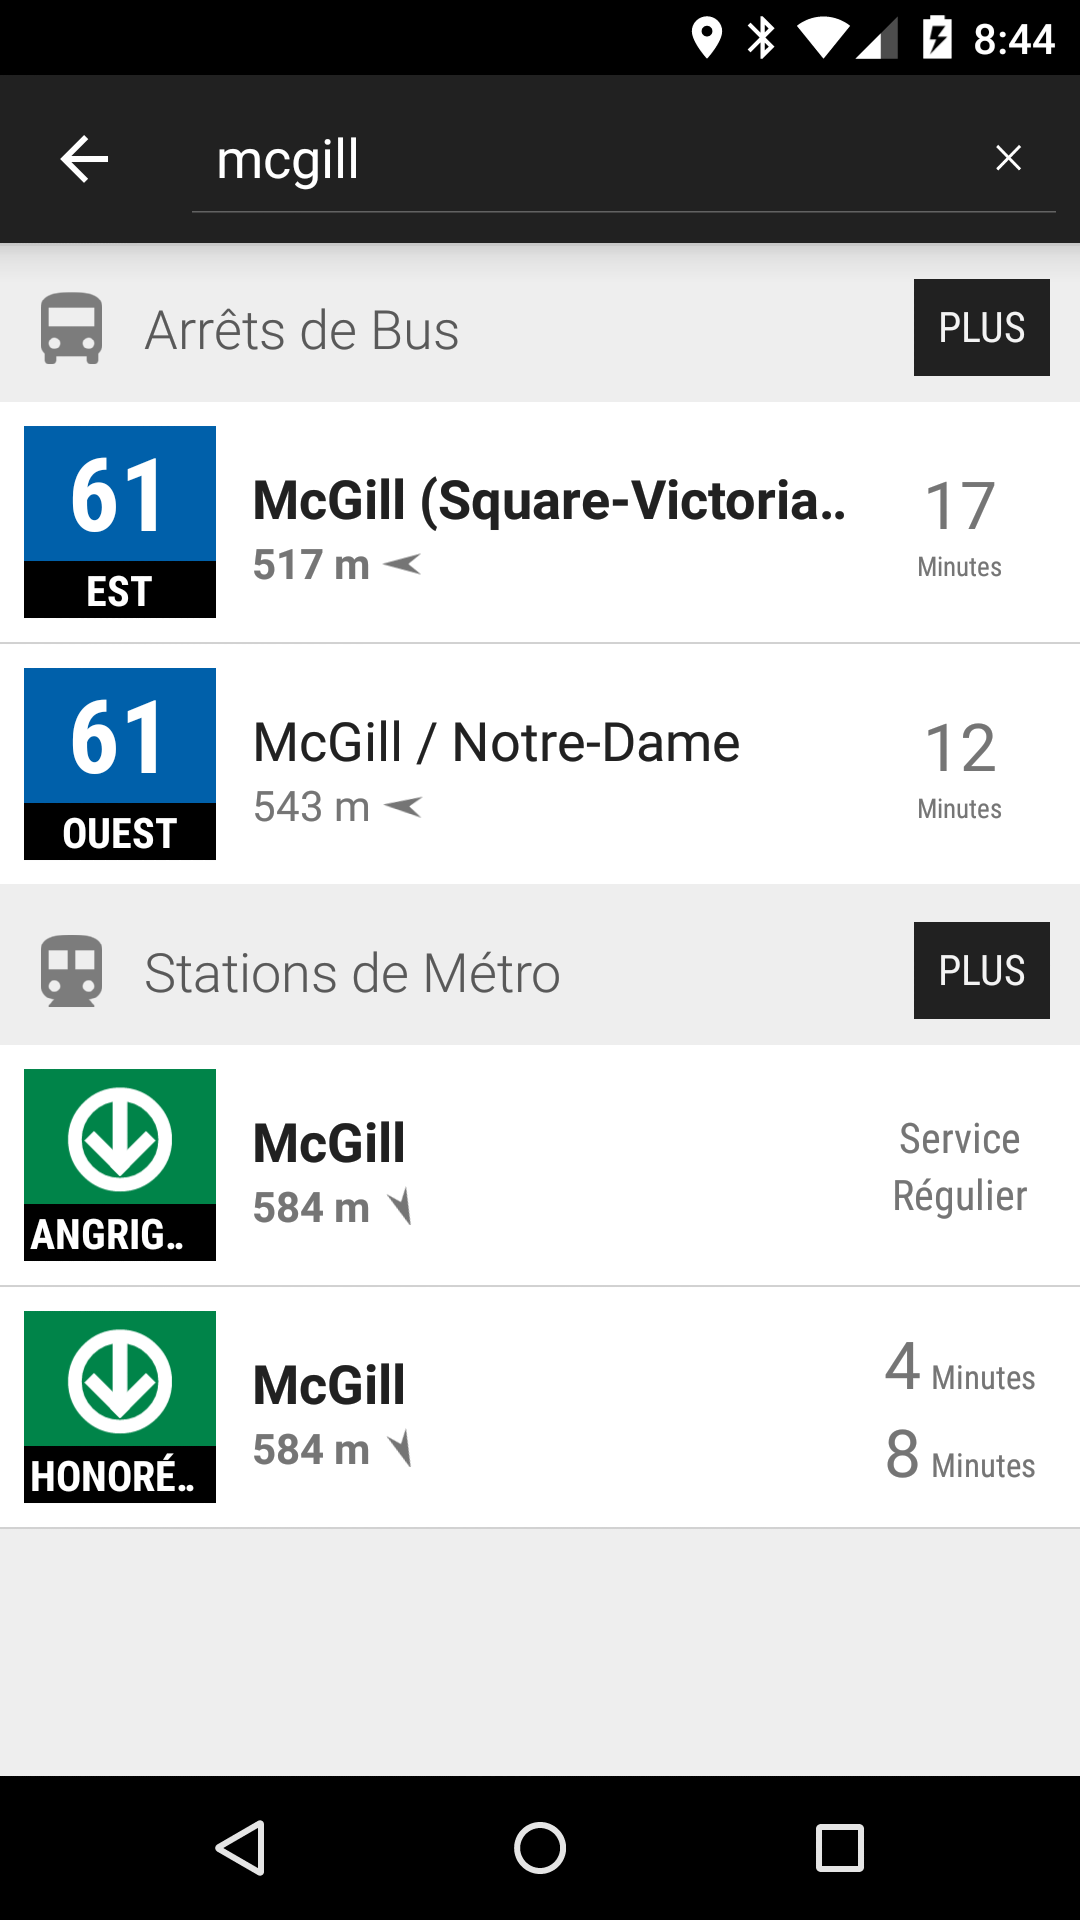 8:44
mcgill
Arrêts de Bus
PLUS
61
EST
McGill (Square-Victoria..
517 m
17
Minutes
61
OUEST
McGill / Notre-Dame
543 m
12
Minutes
Stations de Métro
PLUS
ANGRIG..
McGill
584 m
Service
Régulier
HONORÉ..
McGill
584 m
4 Minutes
8 Minutes